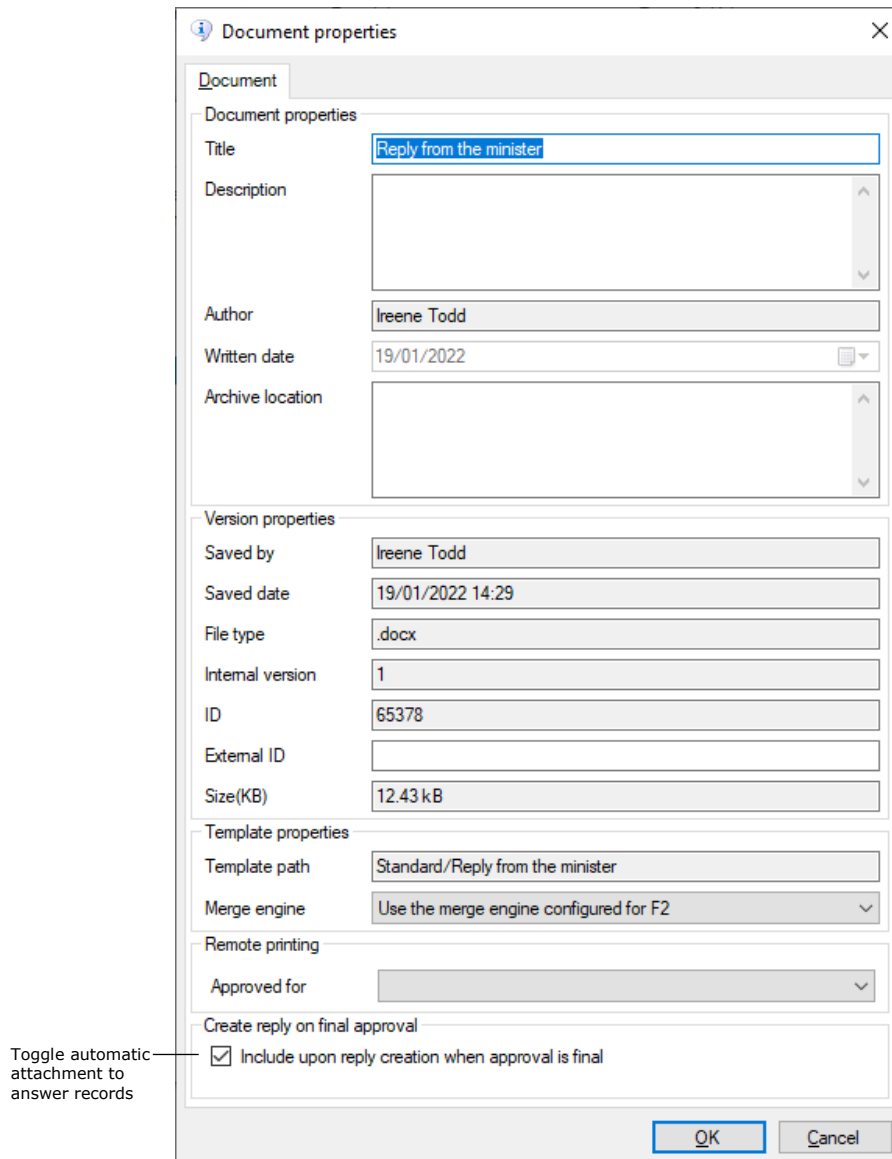 Document properties
Document
Document properties
Title Reply from the minister
Description
Author Ireene Todd
Written date 19/01/2022
Archive location
Version properties
Saved by Ireene Todd
Saved date 19/01/2022 14:29
File type .docx
Internal version 1
ID 65378
External ID
Size(KB) 12.43 kB
Template properties
Template path Standard/Reply from the minister
Merge engine Use the merge engine configured for F2
Remote printing
Approved for
Create reply on final approval
Include upon reply creation when approval is final
Toggle automatic
attachment to
answer records
OK Cancel